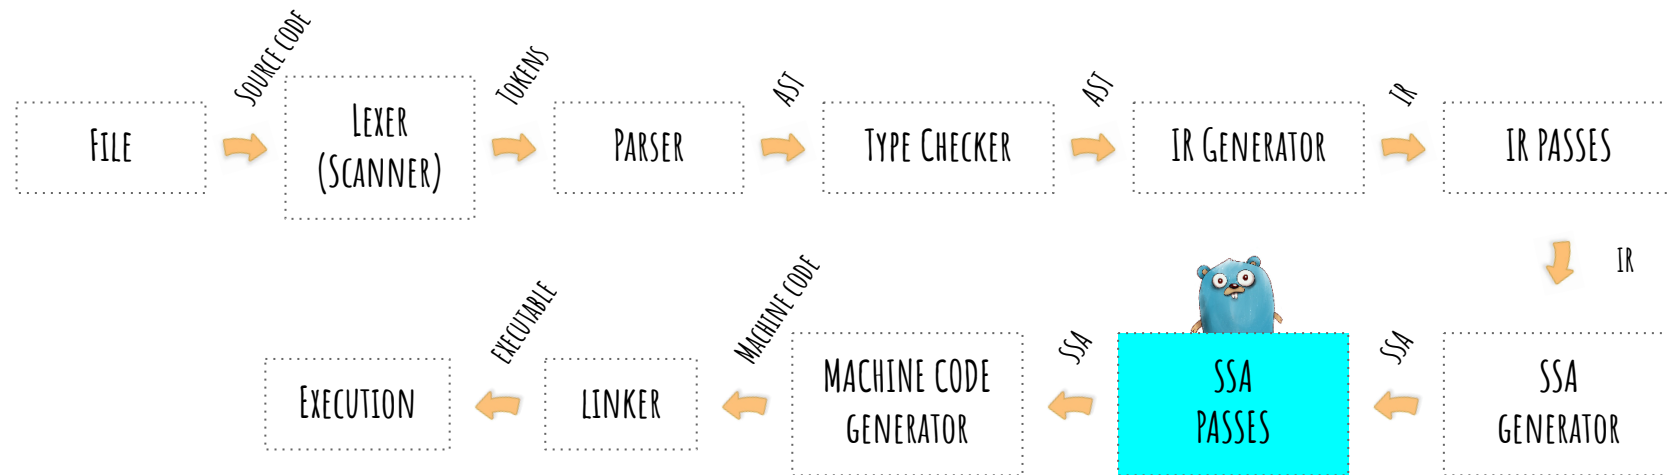 Source code
Tokens
AST
AST
IR
File
Lexer
(Scanner)
Parser
Type Checker
IR Generator
IR PASSES
IR
executable
Machine code
SSA
SSA
Execution
linker
MACHINE CODE
generator
SSA
PASSES
SSA
generator